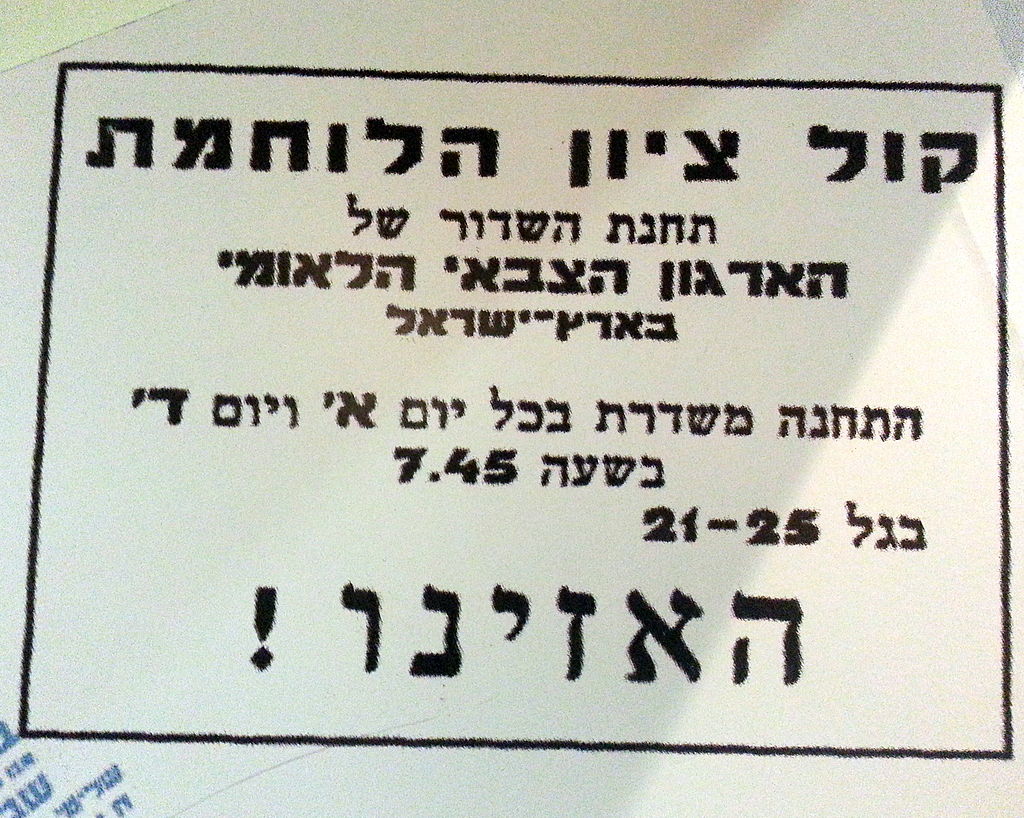 קול ציון הלוחמת
תחנת השדור של
הארגון הצבאי הלאומי
בארץ-ישראל
התחנה משדרת בכל יום א' ויום ד'
בשעה 7.45
בגל 21-25
האזינו !